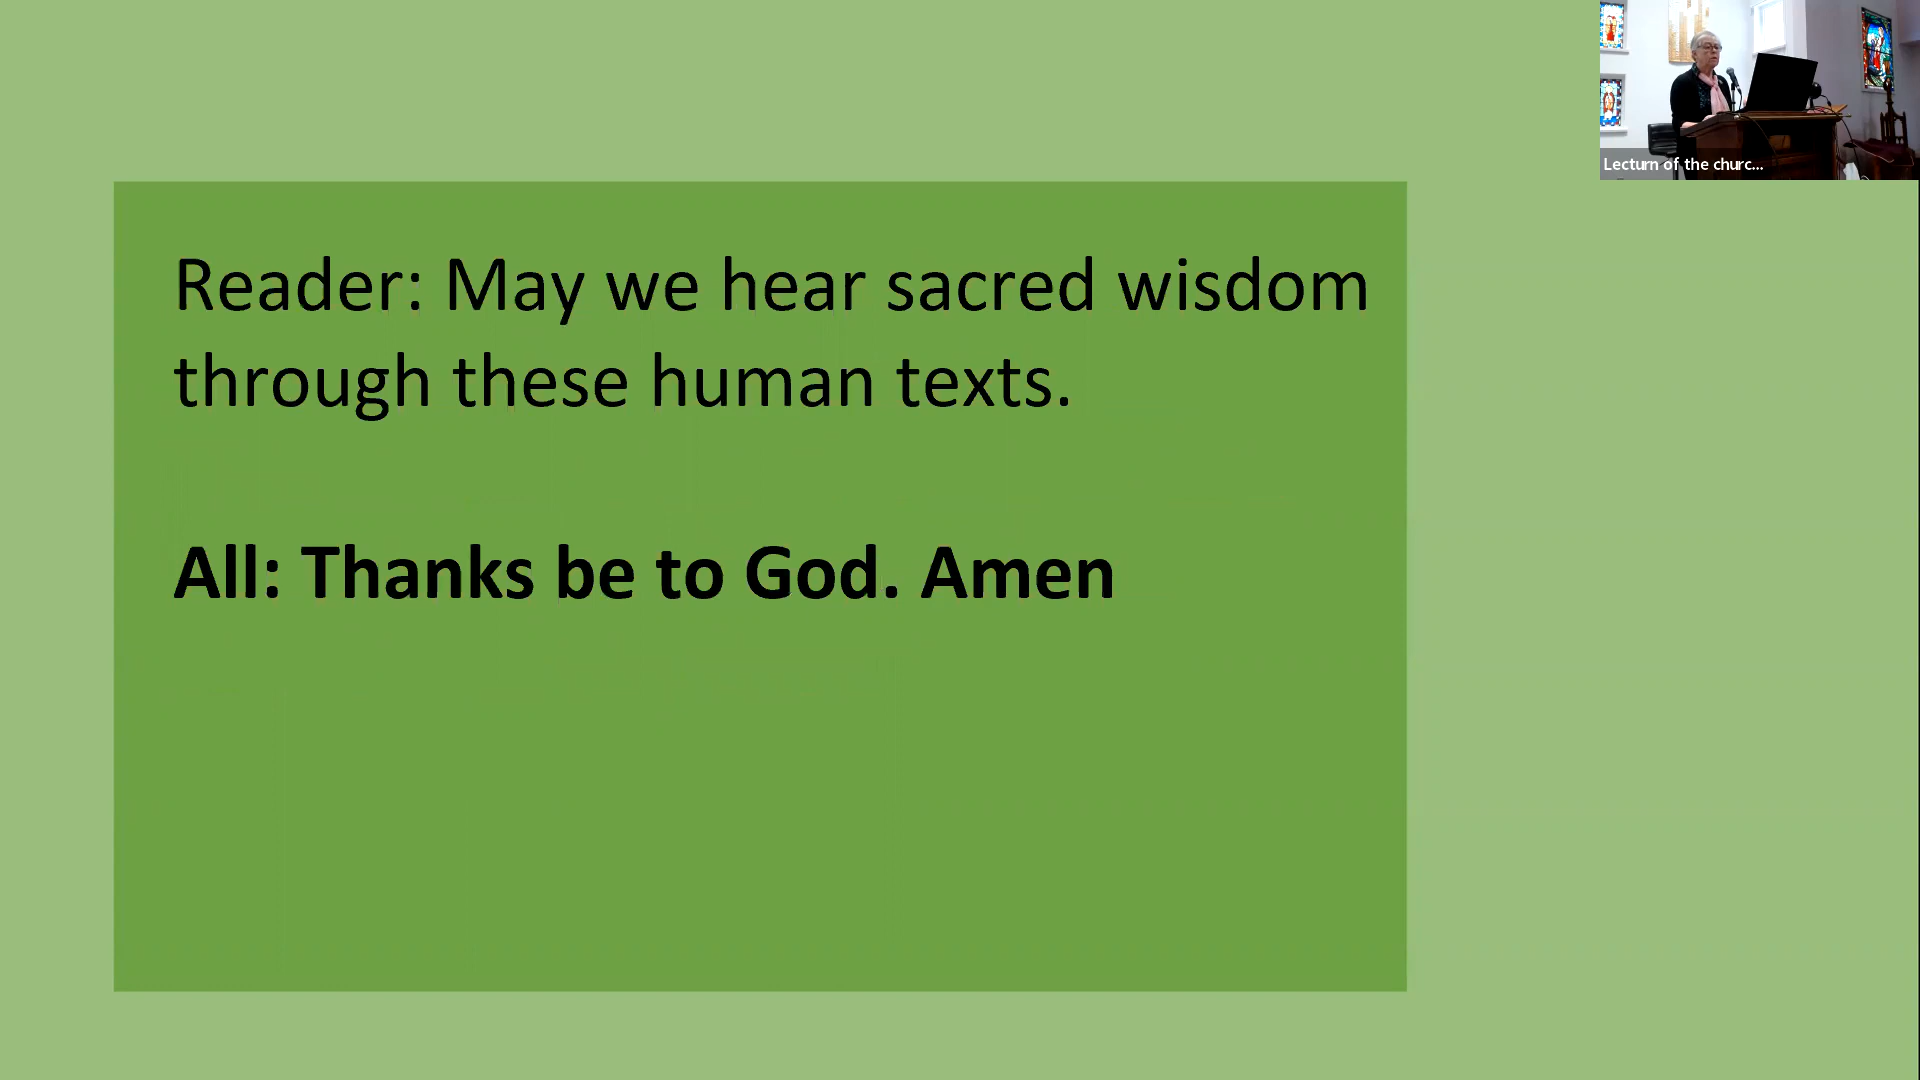 Reader: May we hear sacred wisdom
through these human texts.
All: Thanks be to God. Amen
Lecturn of the churc...